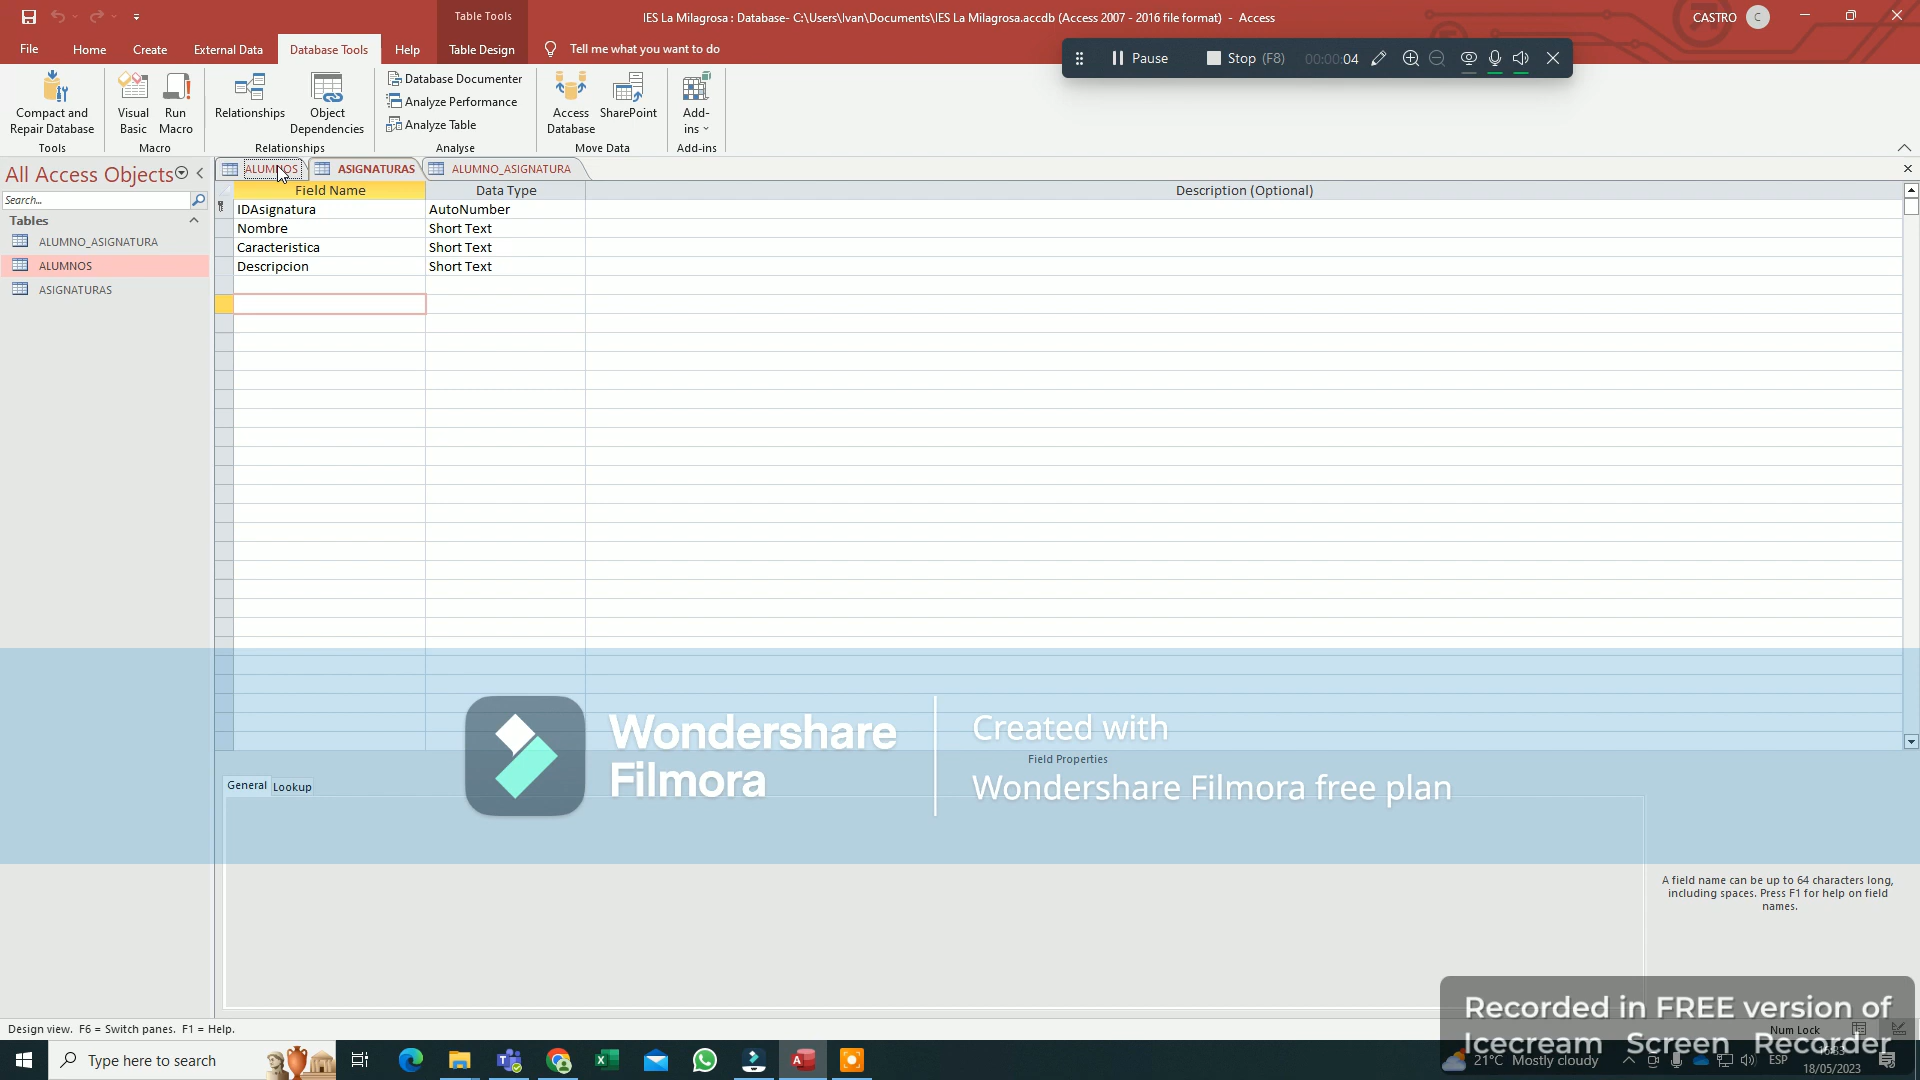 Table Tools
IES La Milagrosa : Database- C:\Users\Ivan\Documents\IES La Milagrosa.accdb (Access 2007 - 2016 file format) - Access
CASTRO
C
File
Home
Create
External Data
Database Tools
Help
Table Design
Tell me what you want to do
Pause
Stop (F8)
00:00:04
Compact and
Repair Database
Visual
Basic
Run
Macro
Relationships
Object
Dependencies
Database Documenter
Analyze Performance
Analyze Table
Access
Database
SharePoint
Add-
ins
Tools
Macro
Relationships
Analyse
Move Data
Add-ins
All Access Objects
Search...
Tables
ALUMNO_ASIGNATURA
ALUMNOS
ASIGNATURAS
ALUMNOS
ASIGNATURAS
ALUMNO_ASIGNATURA
Field Name
Data Type
Description (Optional)
IDAsignatura
AutoNumber
Nombre
Short Text
Caracteristica
Short Text
Descripcion
Short Text
Wondershare
Filmora
Created with
Wondershare Filmora free plan
Field Properties
General
Lookup
A field name can be up to 64 characters long,
including spaces. Press F1 for help on field
names.
Design view. F6 = Switch panes. F1 = Help.
Num Lock
Recorded in FREE version of
Icecream Screen Recorder
Type here to search
21°C Mostly cloudy
ESP
18/05/2023